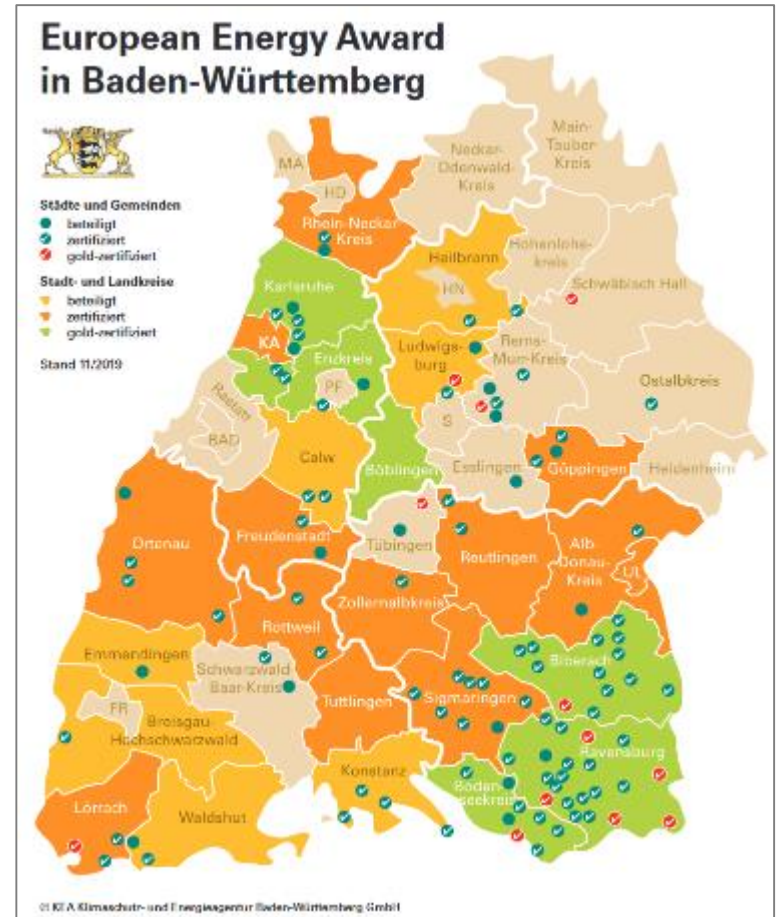 European Energy Award
in Baden-Württemberg
Städte und Gemeinden
beteiligt
zertifiziert
gold-zertifiziert
Stadt- und Landkreise
beteiligt
zertifiziert
gold-zertifiziert
Stand 11/2019
Main-
Tauber
Kreis
Neckar
Odenwald-
Kreis
MA
HD
Rhein-Neckar
Kreis
Hohenlohe-
kreis
Heilbronn
HN
Schwäbisch Hall
Karlsruhe
KA
Enzkreis
PF
Ludwigs-
burg
Rems-
Murr-Kreis
Ostalbkreis
Rastatt
BAD
S
Calw
Böblingen
Esslingen
Göppingen
Heidenheim
Ortenau
Freudenstadt
Tübingen
Reutlingen
Alb-
Donau-
Kreis
UL
Zollernalbkreis
Rottweil
Emmendingen
Schwarzwald
Baar-Kreis
Biberach
Tuttlingen
Sigmaringen
FR
Breisgau-
Hochschwarzwald
Ravensburg
Konstanz
Boden-
seekreis
Lörrach
Waldshut
© KEA Klimaschutz- und Energieagentur Baden-Württemberg GmbH